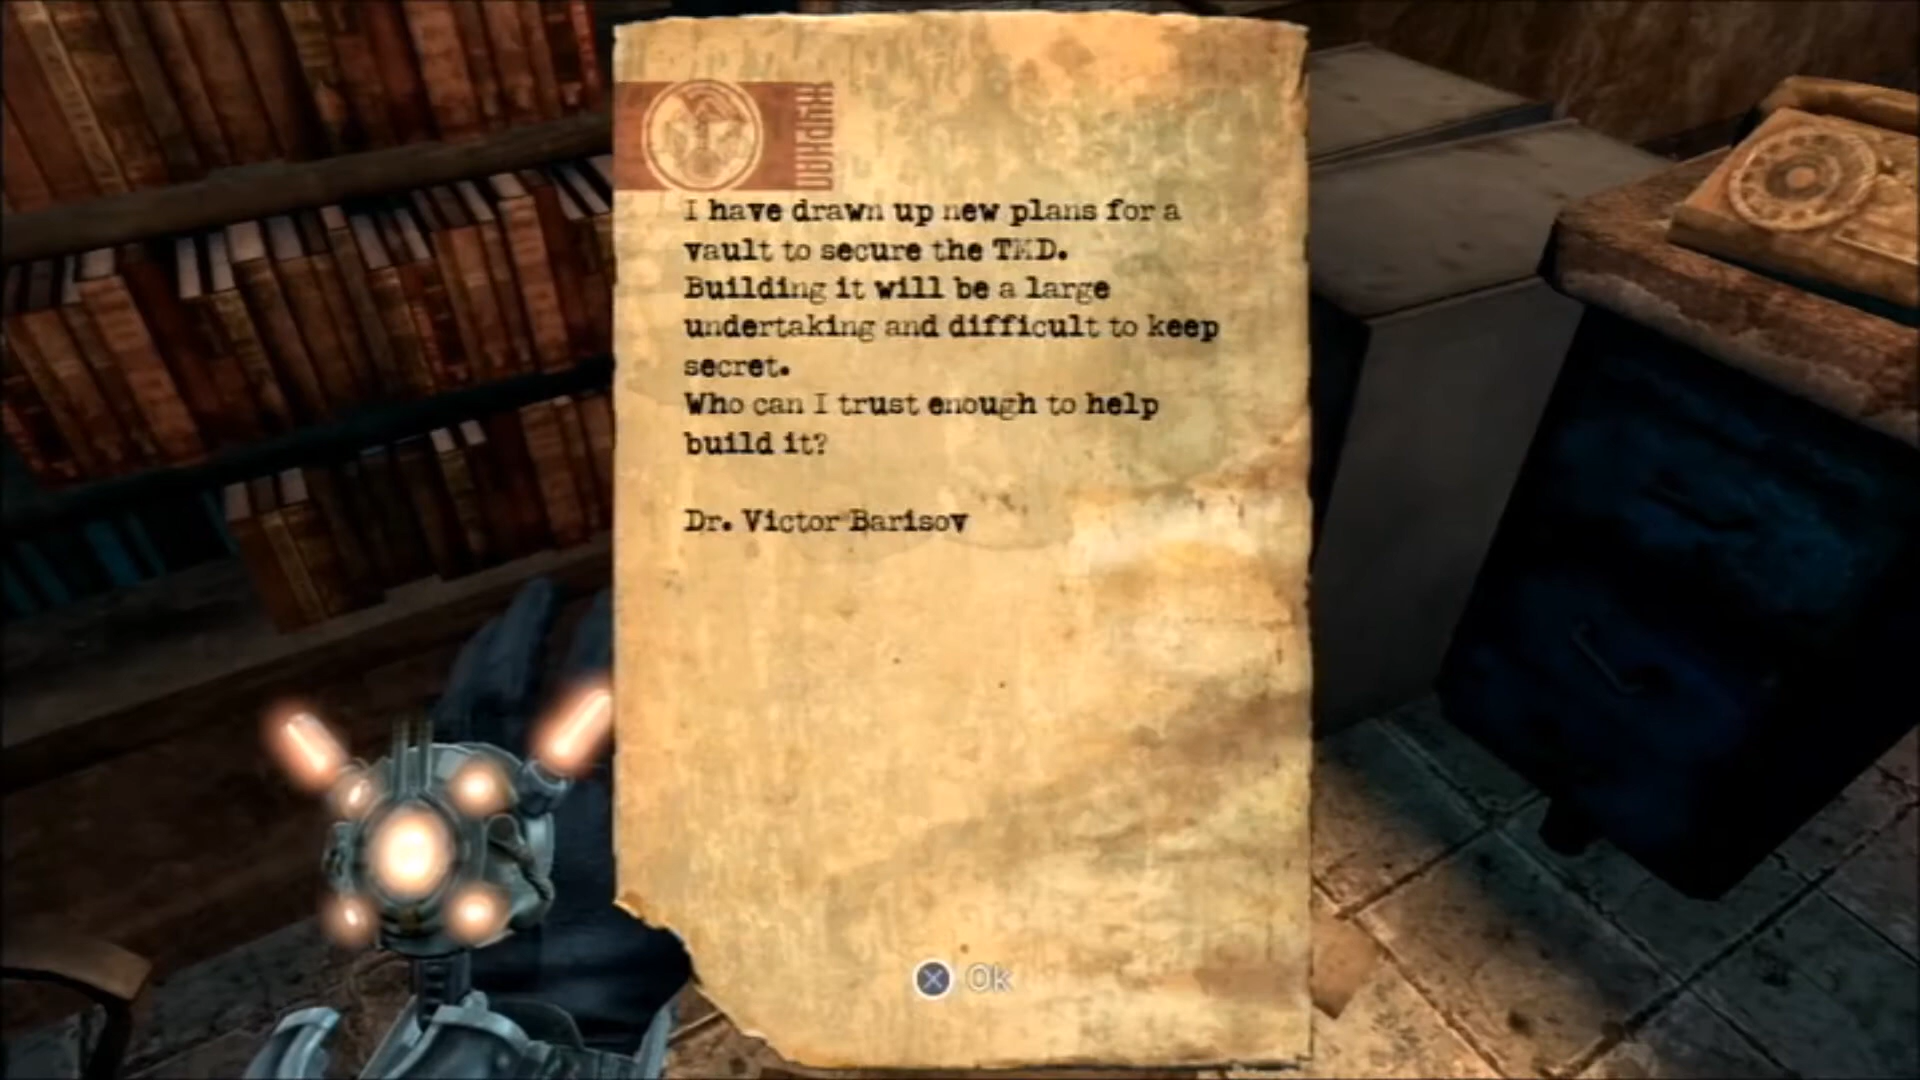 журнал
I have drawn up new plans for a
vault to secure the TMD.
Building it will be a large
undertaking and difficult to keep
secret.
Who can I trust enough to help
build it?
Dr. Victor Barisov
Ok